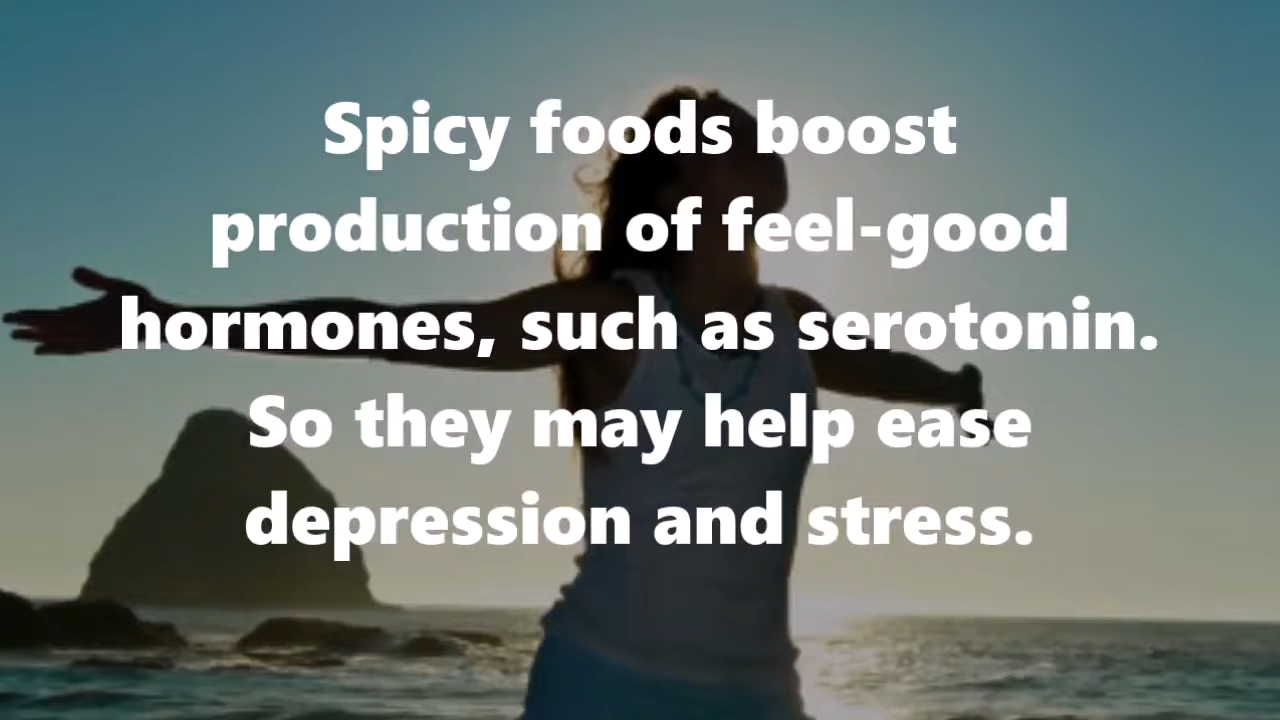 Spicy foods boost
production of feel-good
hormones, such as serotonin.
So they may help ease
depression and stress.